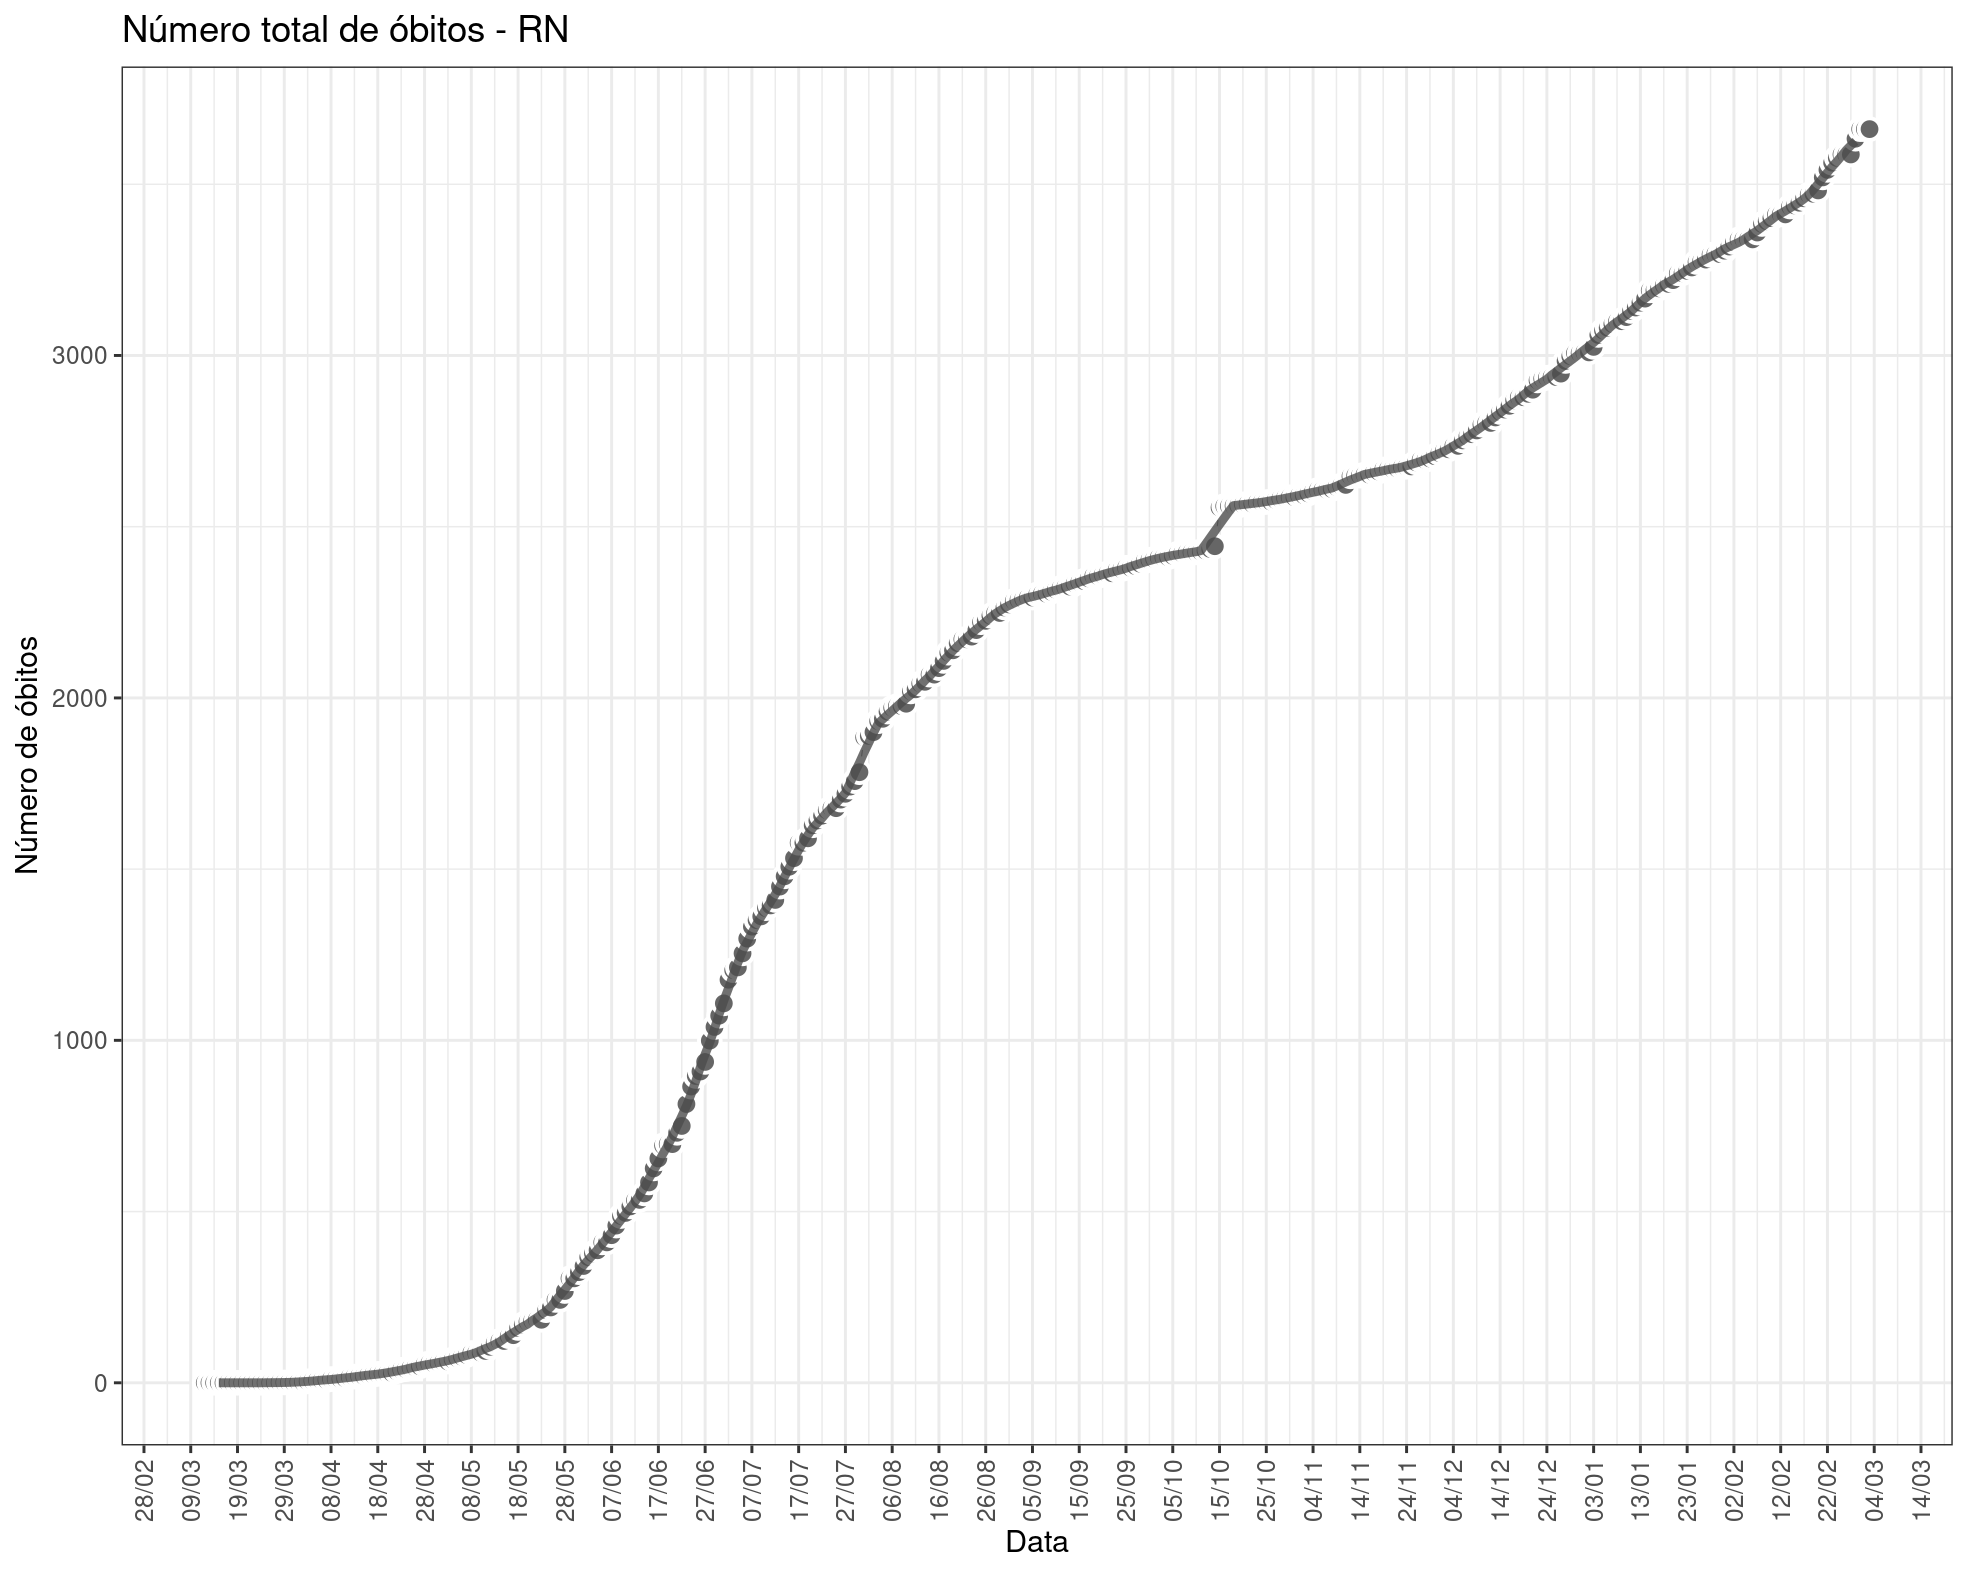 Número total de óbitos - RN
Número de óbitos
3000
2000
1000
0
28/02 09/03 19/03 29/03 08/04 18/04 28/04 08/05 18/05 28/05 07/06 17/06 27/06 07/07 17/07 27/07 06/08 16/08 26/08 05/09 15/09 25/09 05/10 15/10 25/10 04/11 14/11 24/11 04/12 14/12 24/12 03/01 13/01 23/01 02/02 12/02 22/02 04/03 14/03
Data